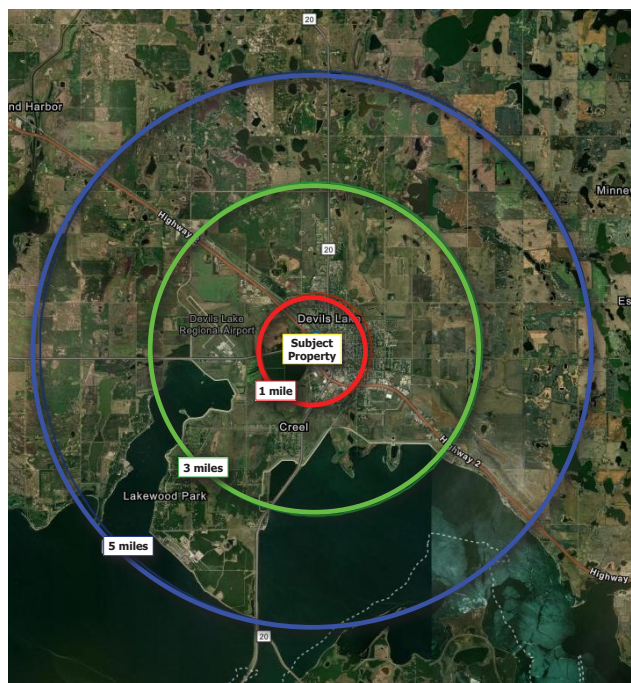 20
nd Harbor
Highway
Minnew
20
Es
Devils Lake
Regional Airport
Devils Lake
Subject
Property
1 mile
Creel
Highway 2
3 miles
Lakewood Park
5 miles
Highway
20